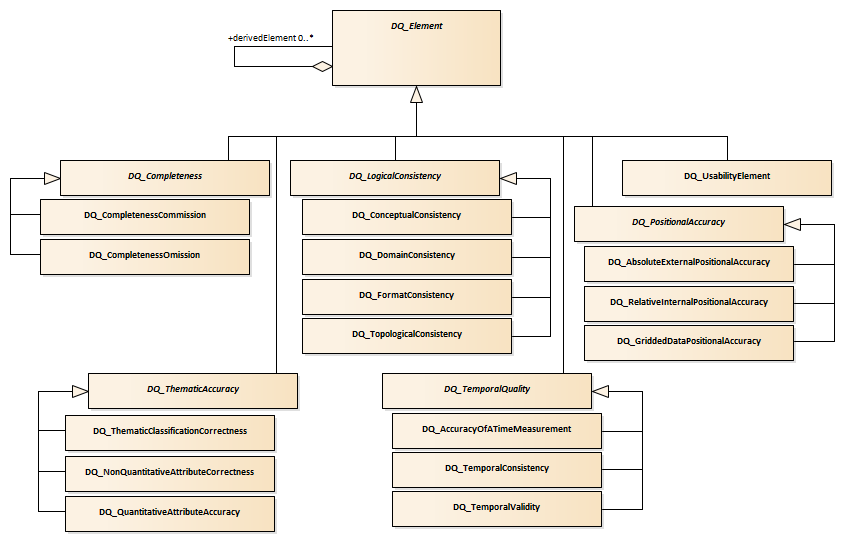 DQ_Element
+derivedElement 0..*
DQ_Completeness
DQ_CompletenessCommission
DQ_CompletenessOmission
DQ_LogicalConsistency
DQ_ConceptualConsistency
DQ_DomainConsistency
DQ_FormatConsistency
DQ_TopologicalConsistency
DQ_UsabilityElement
DQ_PositionalAccuracy
DQ_AbsoluteExternalPositionalAccuracy
DQ_RelativeInternalPositionalAccuracy
DQ_GriddedDataPositionalAccuracy
DQ_ThematicAccuracy
DQ_ThematicClassificationCorrectness
DQ_NonQuantitativeAttributeCorrectness
DQ_QuantitativeAttributeAccuracy
DQ_TemporalQuality
DQ_AccuracyOfATimeMeasurement
DQ_TemporalConsistency
DQ_TemporalValidity